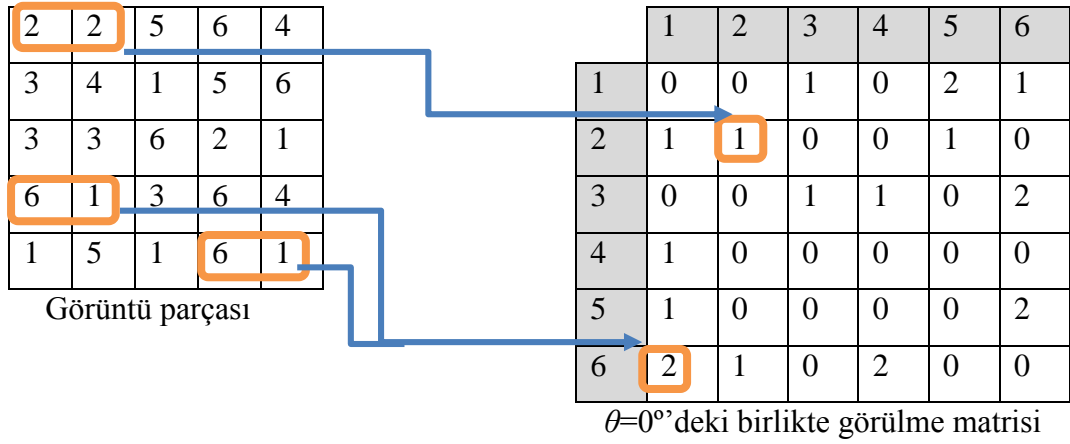 2 2 5 6 4
3 4 1 5 6
3 3 6 2 1
6 1 3 6 4
1 5 1 6 1
Görüntü parçası
1 2 3 4 5 6
1 0 0 1 0 2 1
2 1 1 0 0 1 0
3 0 0 1 1 0 2
4 1 0 0 0 0 0
5 1 0 0 0 0 2
6 2 1 0 2 0 0
θ=0º’deki birlikte görülme matrisi